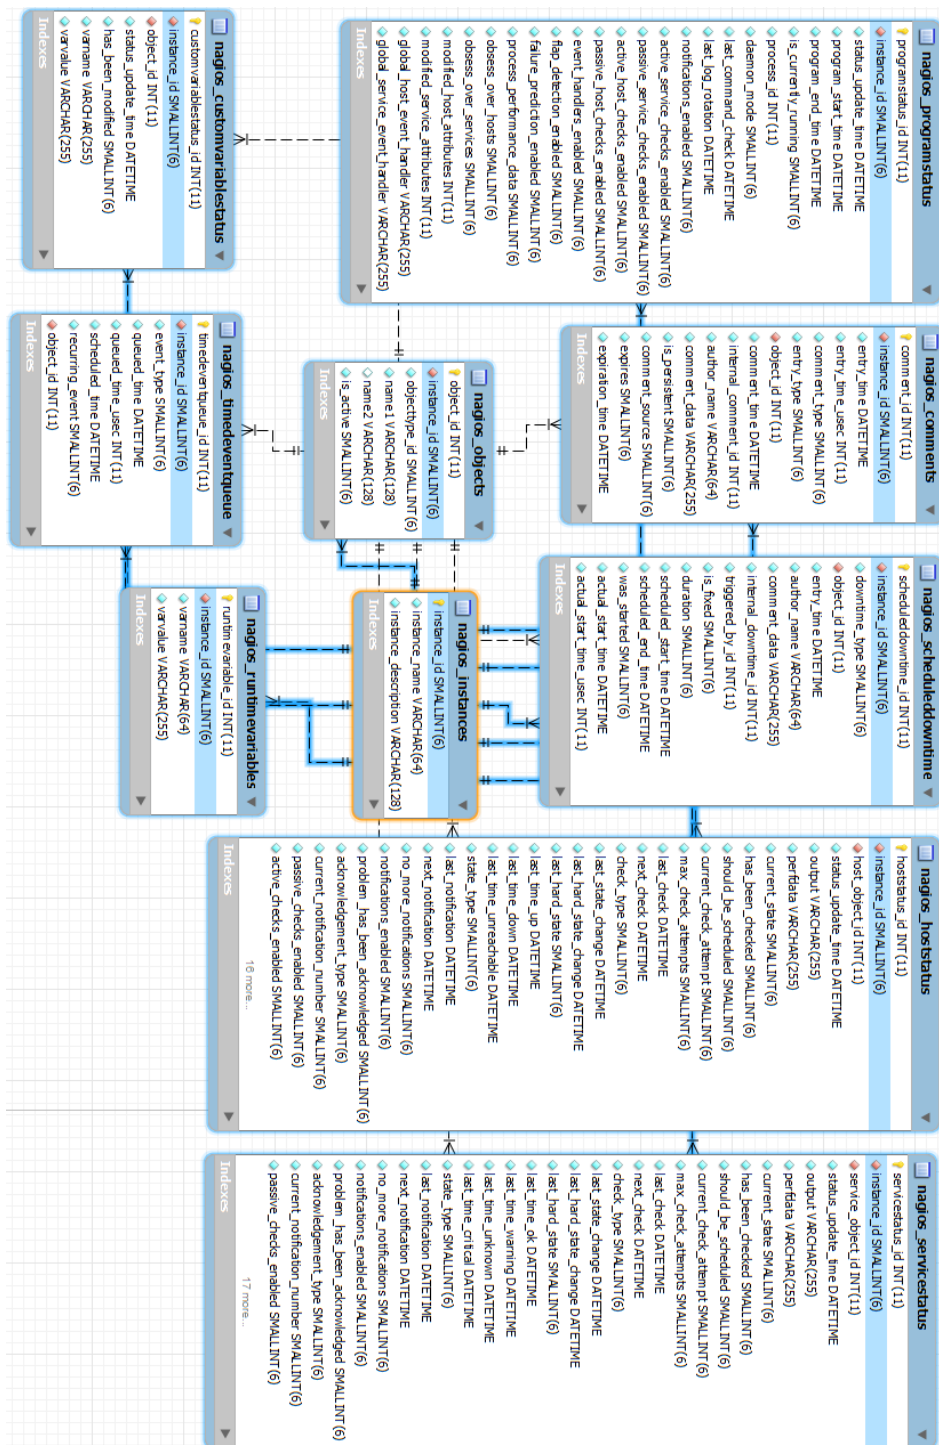 nagios_programstatus
programstatus_id INT(11)
instance_id SMALLINT(6)
status_update_time DATETIME
program_start_time DATETIME
program_end_time DATETIME
is_currently_running SMALLINT(6)
process_id INT(11)
daemon_mode SMALLINT(6)
last_command_check DATETIME
last_log_rotation DATETIME
notifications_enabled SMALLINT(6)
active_service_checks_enabled SMALLINT(6)
passive_service_checks_enabled SMALLINT(6)
active_host_checks_enabled SMALLINT(6)
passive_host_checks_enabled SMALLINT(6)
event_handlers_enabled SMALLINT(6)
flap_detection_enabled SMALLINT(6)
failure_prediction_enabled SMALLINT(6)
process_performance_data SMALLINT(6)
obsess_over_hosts SMALLINT(6)
obsess_over_services SMALLINT(6)
modified_host_attributes INT(11)
modified_service_attributes INT(11)
global_host_event_handler VARCHAR(255)
global_service_event_handler VARCHAR(255)
Indexes
nagios_comments
comment_id INT(11)
instance_id SMALLINT(6)
entry_time DATETIME
entry_time_usec INT(11)
comment_type SMALLINT(6)
entry_type SMALLINT(6)
object_id INT(11)
comment_time DATETIME
internal_comment_id INT(11)
author_name VARCHAR(64)
comment_data VARCHAR(255)
is_persistent SMALLINT(6)
comment_source SMALLINT(6)
expires SMALLINT(6)
expiration_time DATETIME
Indexes
nagios_scheduleddowntime
scheduleddowntime_id INT(11)
instance_id SMALLINT(6)
downtime_type SMALLINT(6)
object_id INT(11)
entry_time DATETIME
author_name VARCHAR(64)
comment_data VARCHAR(255)
internal_downtime_id INT(11)
triggered_by_id INT(11)
is_fixed SMALLINT(6)
duration SMALLINT(6)
scheduled_start_time DATETIME
scheduled_end_time DATETIME
was_started SMALLINT(6)
actual_start_time DATETIME
actual_start_time_usec INT(11)
Indexes
nagios_hoststatus
hoststatus_id INT(11)
instance_id SMALLINT(6)
host_object_id INT(11)
status_update_time DATETIME
output VARCHAR(255)
perfdata VARCHAR(255)
current_state SMALLINT(6)
has_been_checked SMALLINT(6)
should_be_scheduled SMALLINT(6)
current_check_attempt SMALLINT(6)
max_check_attempts SMALLINT(6)
last_check DATETIME
next_check DATETIME
check_type SMALLINT(6)
last_state_change DATETIME
last_hard_state_change DATETIME
last_hard_state SMALLINT(6)
last_time_up DATETIME
last_time_down DATETIME
last_time_unreachable DATETIME
state_type SMALLINT(6)
last_notification DATETIME
next_notification DATETIME
no_more_notifications SMALLINT(6)
notifications_enabled SMALLINT(6)
problem_has_been_acknowledged SMALLINT(6)
acknowledgement_type SMALLINT(6)
current_notification_number SMALLINT(6)
passive_checks_enabled SMALLINT(6)
active_checks_enabled SMALLINT(6)
16 more...
Indexes
nagios_servicestatus
servicestatus_id INT(11)
instance_id SMALLINT(6)
service_object_id INT(11)
status_update_time DATETIME
output VARCHAR(255)
perfdata VARCHAR(255)
current_state SMALLINT(6)
has_been_checked SMALLINT(6)
should_be_scheduled SMALLINT(6)
current_check_attempt SMALLINT(6)
max_check_attempts SMALLINT(6)
last_check DATETIME
next_check DATETIME
check_type SMALLINT(6)
last_state_change DATETIME
last_hard_state_change DATETIME
last_hard_state SMALLINT(6)
last_time_ok DATETIME
last_time_warning DATETIME
last_time_unknown DATETIME
last_time_critical DATETIME
state_type SMALLINT(6)
last_notification DATETIME
next_notification DATETIME
no_more_notifications SMALLINT(6)
notifications_enabled SMALLINT(6)
problem_has_been_acknowledged SMALLINT(6)
acknowledgement_type SMALLINT(6)
current_notification_number SMALLINT(6)
passive_checks_enabled SMALLINT(6)
17 more...
Indexes
nagios_objects
object_id INT(11)
instance_id SMALLINT(6)
objecttype_id SMALLINT(6)
name1 VARCHAR(128)
name2 VARCHAR(128)
is_active SMALLINT(6)
Indexes
nagios_instances
instance_id SMALLINT(6)
instance_name VARCHAR(64)
instance_description VARCHAR(128)
Indexes
nagios_customvariablestatus
customvariablestatus_id INT(11)
instance_id SMALLINT(6)
object_id INT(11)
status_update_time DATETIME
has_been_modified SMALLINT(6)
varname VARCHAR(255)
varvalue VARCHAR(255)
Indexes
nagios_timedeventqueue
timedeventqueue_id INT(11)
instance_id SMALLINT(6)
event_type SMALLINT(6)
queued_time DATETIME
queued_time_usec INT(11)
scheduled_time DATETIME
recurring_event SMALLINT(6)
object_id INT(11)
Indexes
nagios_runtimevariables
runtimevariable_id INT(11)
instance_id SMALLINT(6)
varname VARCHAR(64)
varvalue VARCHAR(255)
Indexes